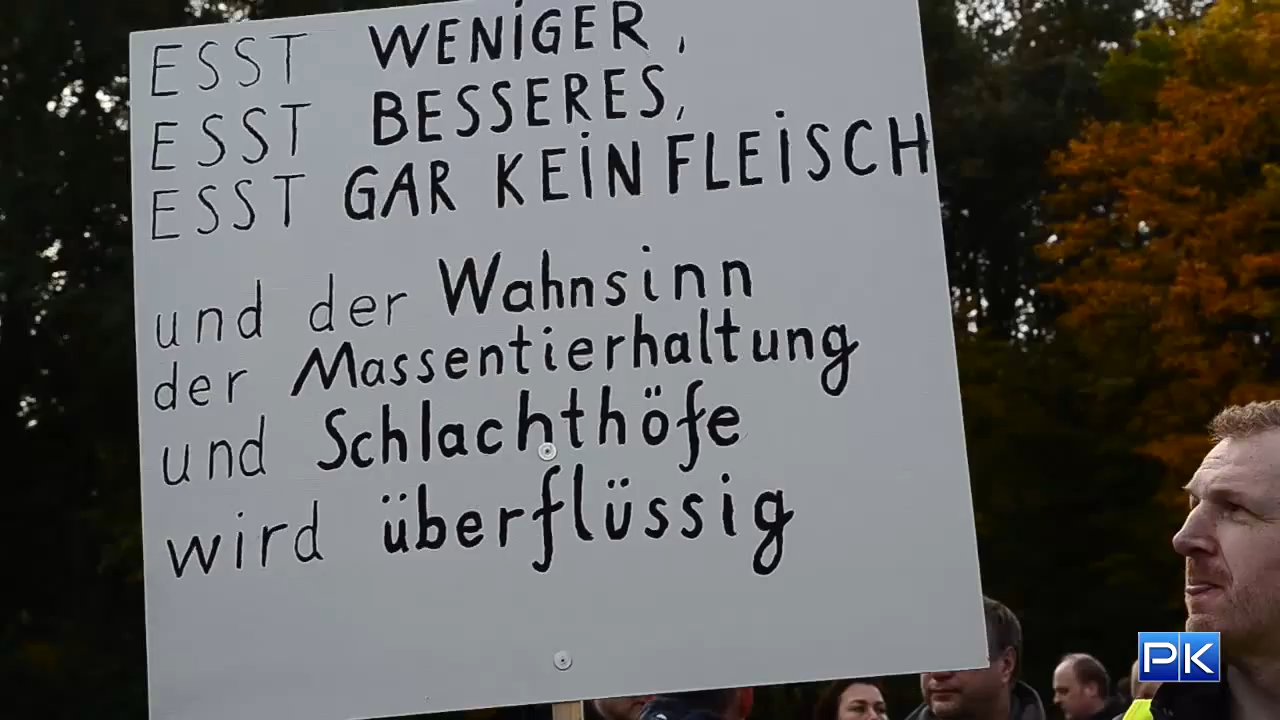 ESST WENIGER,
ESST BESSERES,
ESST GAR KEIN FLEISCH
und der Wahnsinn
der Massentierhaltung
und Schlachthöfe
wird überflüssig
PK